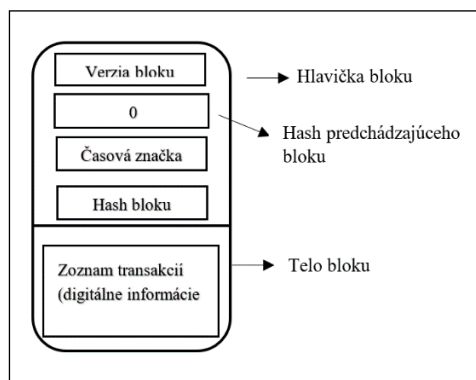 Verzia bloku
Hlavička bloku
0
Hash predchádzajúceho
bloku
Časová značka
Hash bloku
Zoznam transakcií
(digitálne informácie
Telo bloku